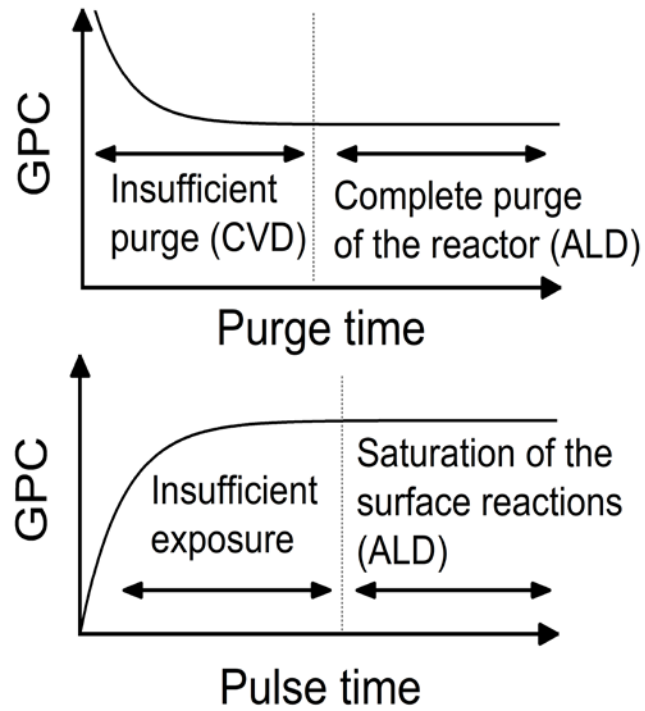 GPC
Insufficient
purge (CVD)
Complete purge
of the reactor (ALD)
Purge time
GPC
Insufficient
exposure
Saturation of the
surface reactions
(ALD)
Pulse time